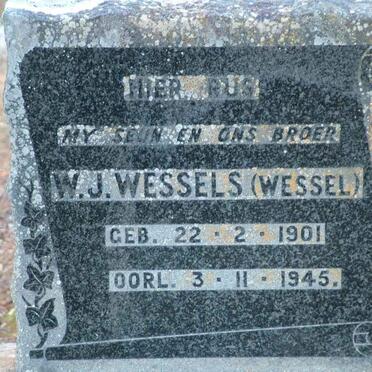 HIER RUS
MY SEUN EN ONS BROER
W.J. WESSELS (WESSEL)
GEB. 22 · 2 · 1901
OORL. 3 · 11 · 1945.